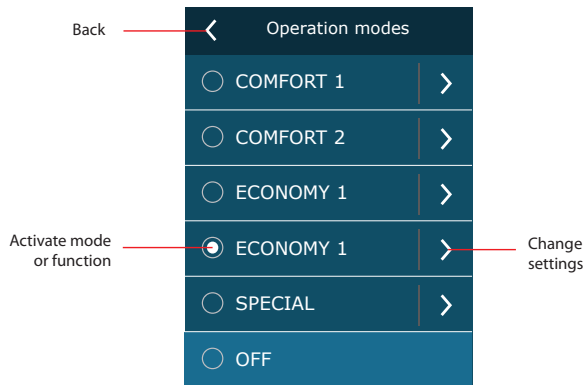 Back
Operation modes
COMFORT 1
COMFORT 2
ECONOMY 1
Activate mode
or function
ECONOMY 1
Change
settings
SPECIAL
OFF